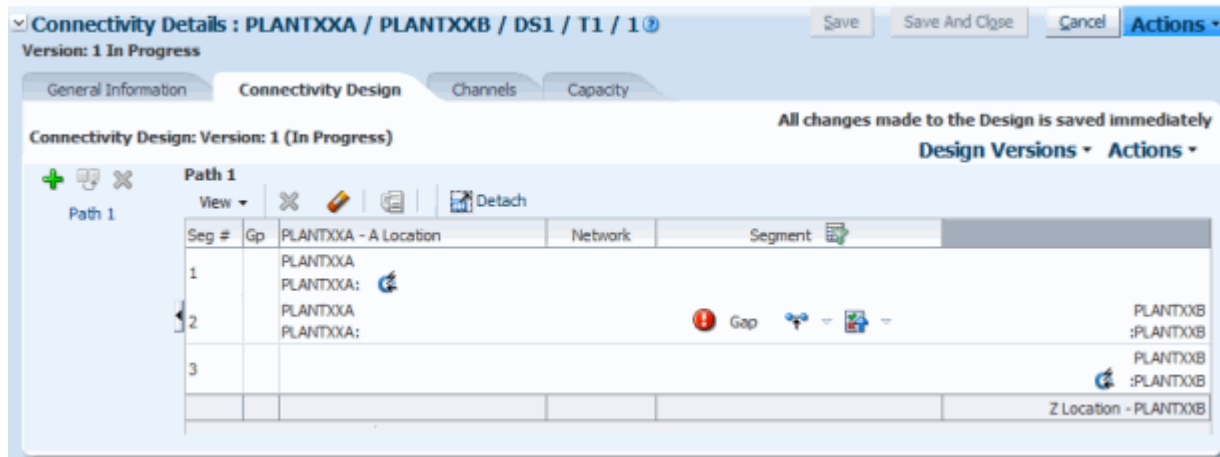 Connectivity Details : PLANTXXA / PLANTXXB / DS1 / T1 / 1 Save Save And Close Cancel Actions
Version: 1 In Progress
General Information Connectivity Design Channels Capacity
All changes made to the Design is saved immediately
Connectivity Design: Version: 1 (In Progress)
Design Versions Actions
Path 1
Path 1
View Detach
Seg # Gp PLANTXXA - A Location Network Segment
1 PLANTXXA
PLANTXXA:
2 PLANTXXA Gap PLANTXXB
PLANTXXA: :PLANTXXB
3 PLANTXXB
:PLANTXXB
Z Location - PLANTXXB